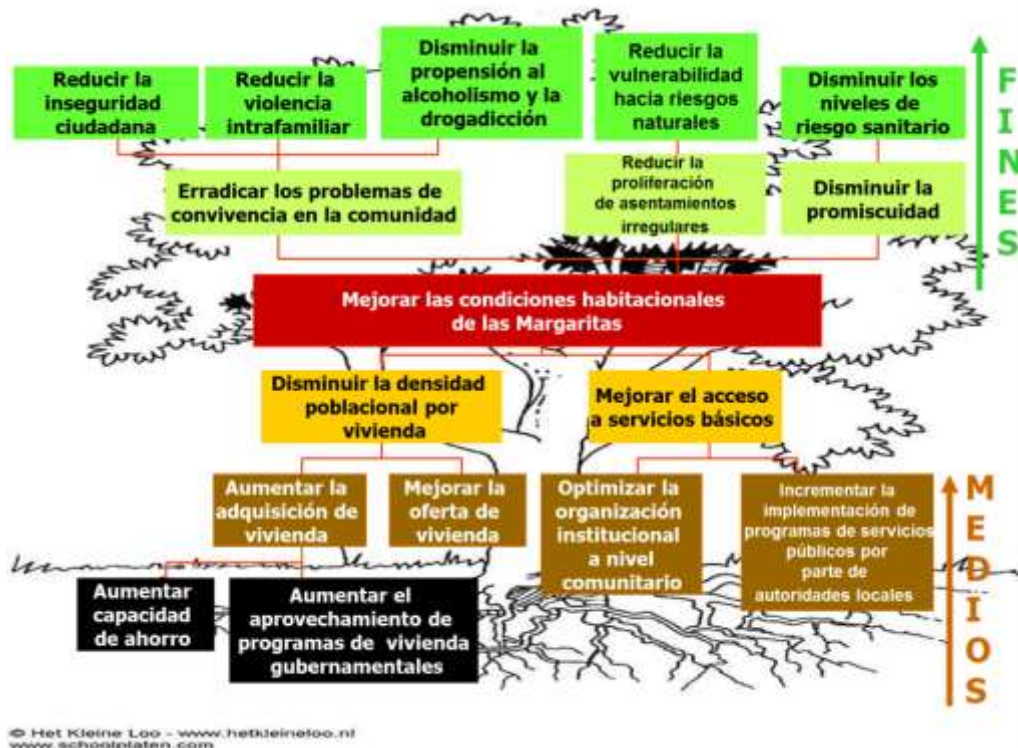 Reducir la
inseguridad
ciudadana
Reducir la
violencia
intrafamiliar
Disminuir la
propensión al
alcoholismo y la
drogadicción
Reducir la
vulnerabilidad
hacia riesgos
naturales
Disminuir los
niveles de
riesgo sanitario
FINES
Erradicar los problemas de
convivencia en la comunidad
Reducir la
proliferación
de asentamientos
irregulares
Disminuir la
promiscuidad
Mejorar las condiciones habitacionales
de las Margaritas
Disminuir la densidad
poblacional por
vivienda
Mejorar el acceso
a servicios básicos
Aumentar la
adquisición de
vivienda
Mejorar la
oferta de
vivienda
Optimizar la
organización
institucional
a nivel
comunitario
Incrementar la
implementación de
programas de servicios
públicos por
parte de
autoridades locales
MEDIOS
Aumentar
capacidad
de ahorro
Aumentar el
aprovechamiento de
programas de vivienda
gubernamentales
© Het Kleine Loo - www.hetkleineloo.nl
www.schoolplaten.com